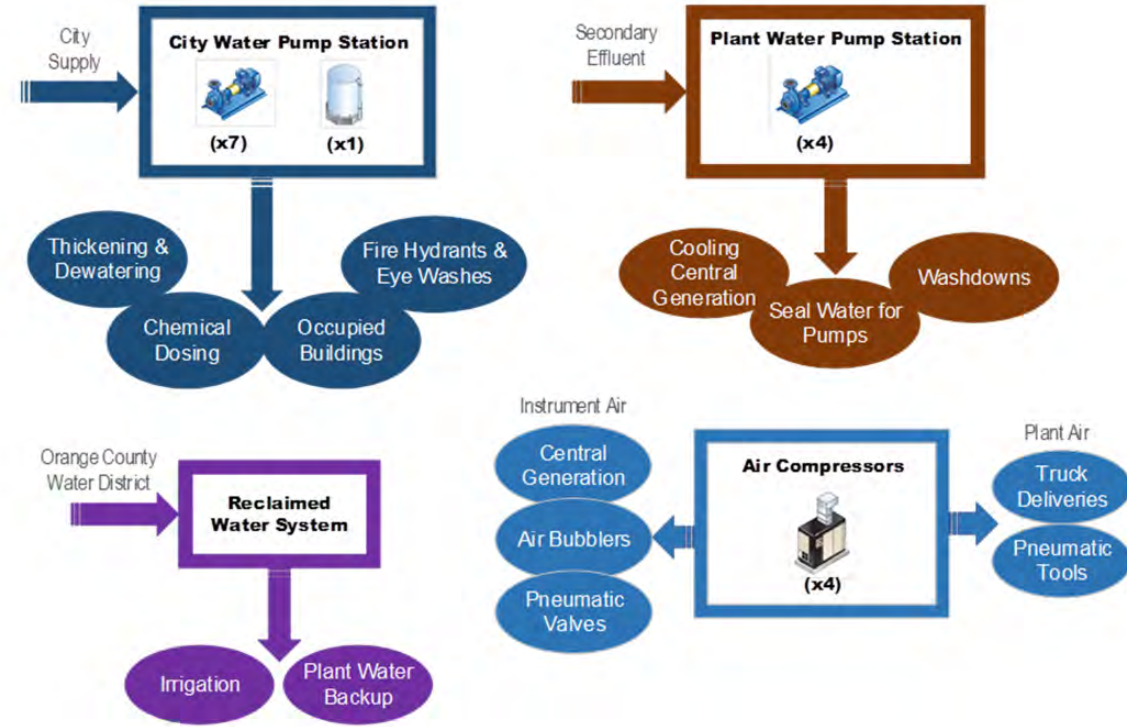 City
Supply
City Water Pump Station
(x7)
(x1)
Thickening &
Dewatering
Chemical
Dosing
Occupied
Buildings
Fire Hydrants &
Eye Washes
Secondary
Effluent
Plant Water Pump Station
(x4)
Cooling
Central
Generation
Seal Water for
Pumps
Washdowns
Orange County
Water District
Reclaimed
Water System
Irrigation
Plant Water
Backup
Instrument Air
Central
Generation
Air Bubblers
Pneumatic
Valves
Air Compressors
(x4)
Plant Air
Truck
Deliveries
Pneumatic
Tools